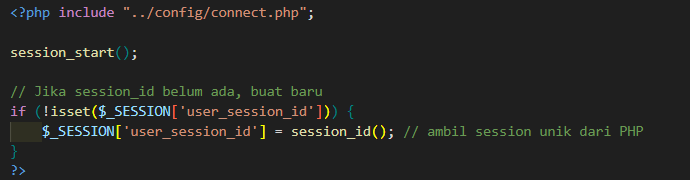 <?php include "../config/connect.php";
session_start();
// Jika session_id belum ada, buat baru
if (!isset($_SESSION['user_session_id'])) {
$_SESSION['user_session_id'] = session_id(); // ambil session unik dari PHP
}
?>